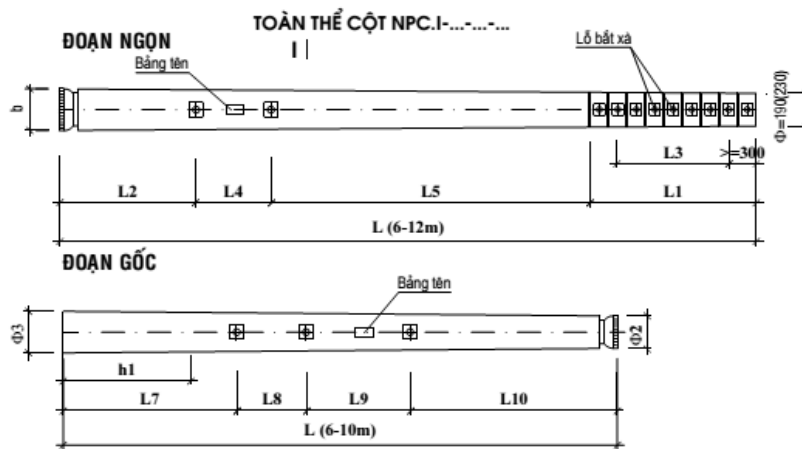 TOÀN THỂ CỘT NPC.I-...-...-...
I
ĐOẠN NGỌN
Bảng tên
Lỗ bắt xà
b
Φ=190(230)
L3
>=300
L2
L4
L5
L1
L (6-12m)
ĐOẠN GỐC
Bảng tên
Φ3
Φ2
h1
L7
L8
L9
L10
L (6-10m)